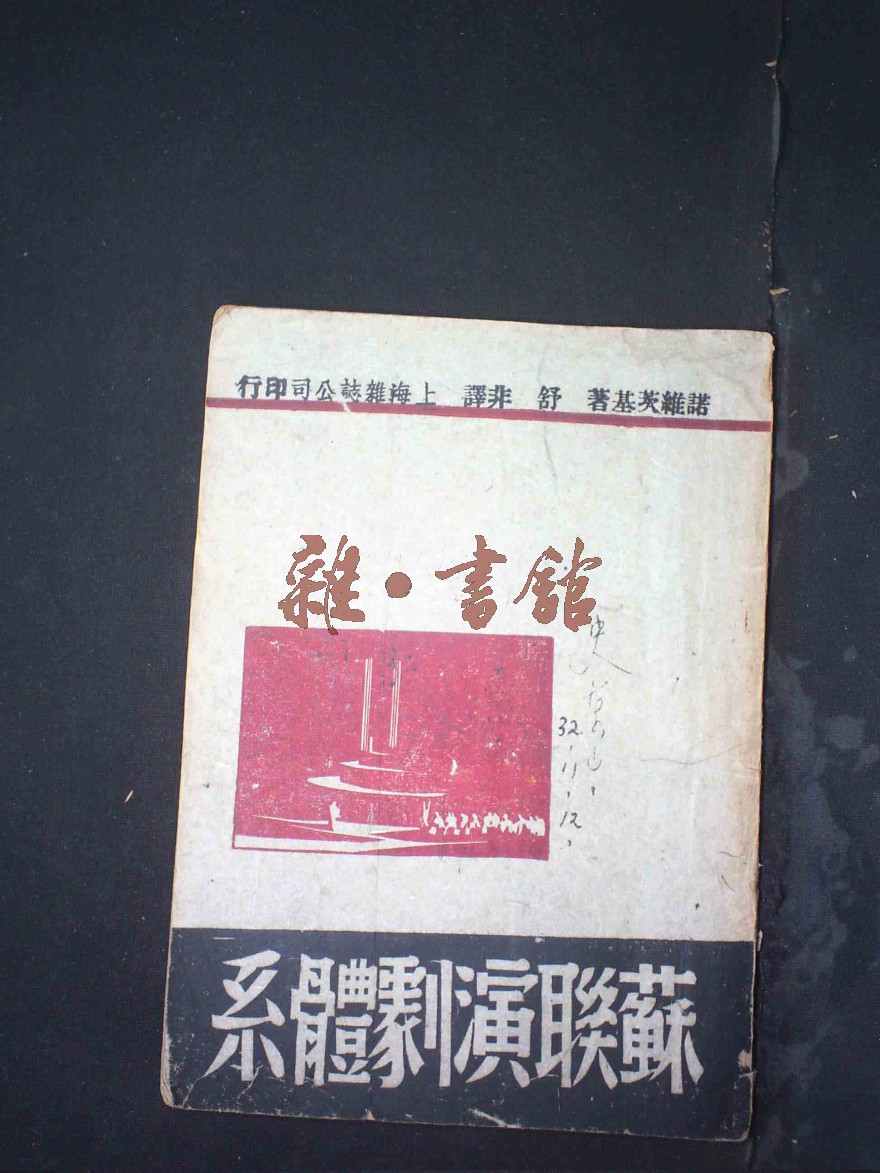 諾維茨基著　舒　非譯　上海雜誌公司印行
雜·書館
史
32.11.12,
蘇聯演劇體系